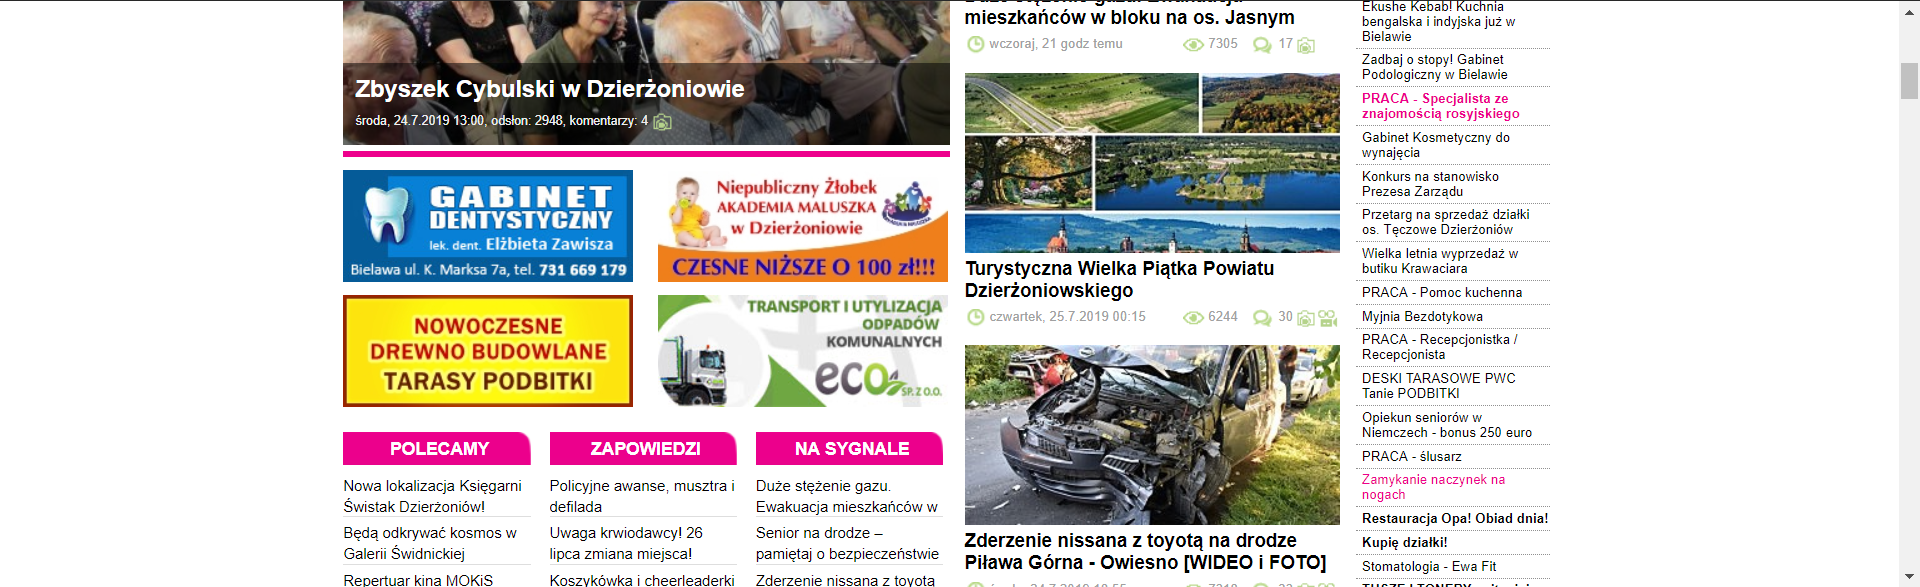 Zbyszek Cybulski w Dzierżoniowie
środa, 24.7.2019 13:00, odsłon: 2948, komentarzy: 4
GABINET
DENTYSTYCZNY
lek. dent. Elżbieta Zawisza
Bielawa ul. K. Marksa 7a, tel. 731 669 179
Niepubliczny Żłobek
AKADEMIA MALUSZKA
w Dzierżoniowie
CZESNE NIŻSZE O 100 zł!!!
NOWOCZESNE
DREWNO BUDOWLANE
TARASY PODBITKI
TRANSPORT I UTYLIZACJA
ODPADÓW
KOMUNALNYCH
eco SP. Z O.O.
POLECAMY
Nowa lokalizacja Księgarni
Świstak Dzierżoniów!
Będą odkrywać kosmos w
Galerii Świdnickiej
Repertuar kina MOKiS
ZAPOWIEDZI
Policyjne awanse, musztra i
defilada
Uwaga krwiodawcy! 26
lipca zmiana miejsca!
Koszykówka i cheerleaderki
NA SYGNALE
Duże stężenie gazu.
Ewakuacja mieszkańców w
Senior na drodze –
pamiętaj o bezpieczeństwie
Zderzenie nissana z toyota
mieszkańców w bloku na os. Jasnym
wczoraj, 21 godz temu 7305 17
Turystyczna Wielka Piątka Powiatu
Dzierżoniowskiego
czwartek, 25.7.2019 00:15 6244 30
Zderzenie nissana z toyotą na drodze
Piława Górna - Owiesno [WIDEO i FOTO]
Ekushe Kebab! Kuchnia
bengalska i indyjska już w
Bielawie
Zadbaj o stopy! Gabinet
Podologiczny w Bielawie
PRACA - Specjalista ze
znajomością rosyjskiego
Gabinet Kosmetyczny do
wynajęcia
Konkurs na stanowisko
Prezesa Zarządu
Przetarg na sprzedaż działki
os. Tęczowe Dzierżoniów
Wielka letnia wyprzedaż w
butiku Krawaciara
PRACA - Pomoc kuchenna
Myjnia Bezdotykowa
PRACA - Recepcjonistka /
Recepcjonista
DESKI TARASOWE PWC
Tanie PODBITKI
Opiekun seniorów w
Niemczech - bonus 250 euro
PRACA - ślusarz
Zamykanie naczynek na
nogach
Restauracja Opa! Obiad dnia!
Kupię działki!
Stomatologia - Ewa Fit